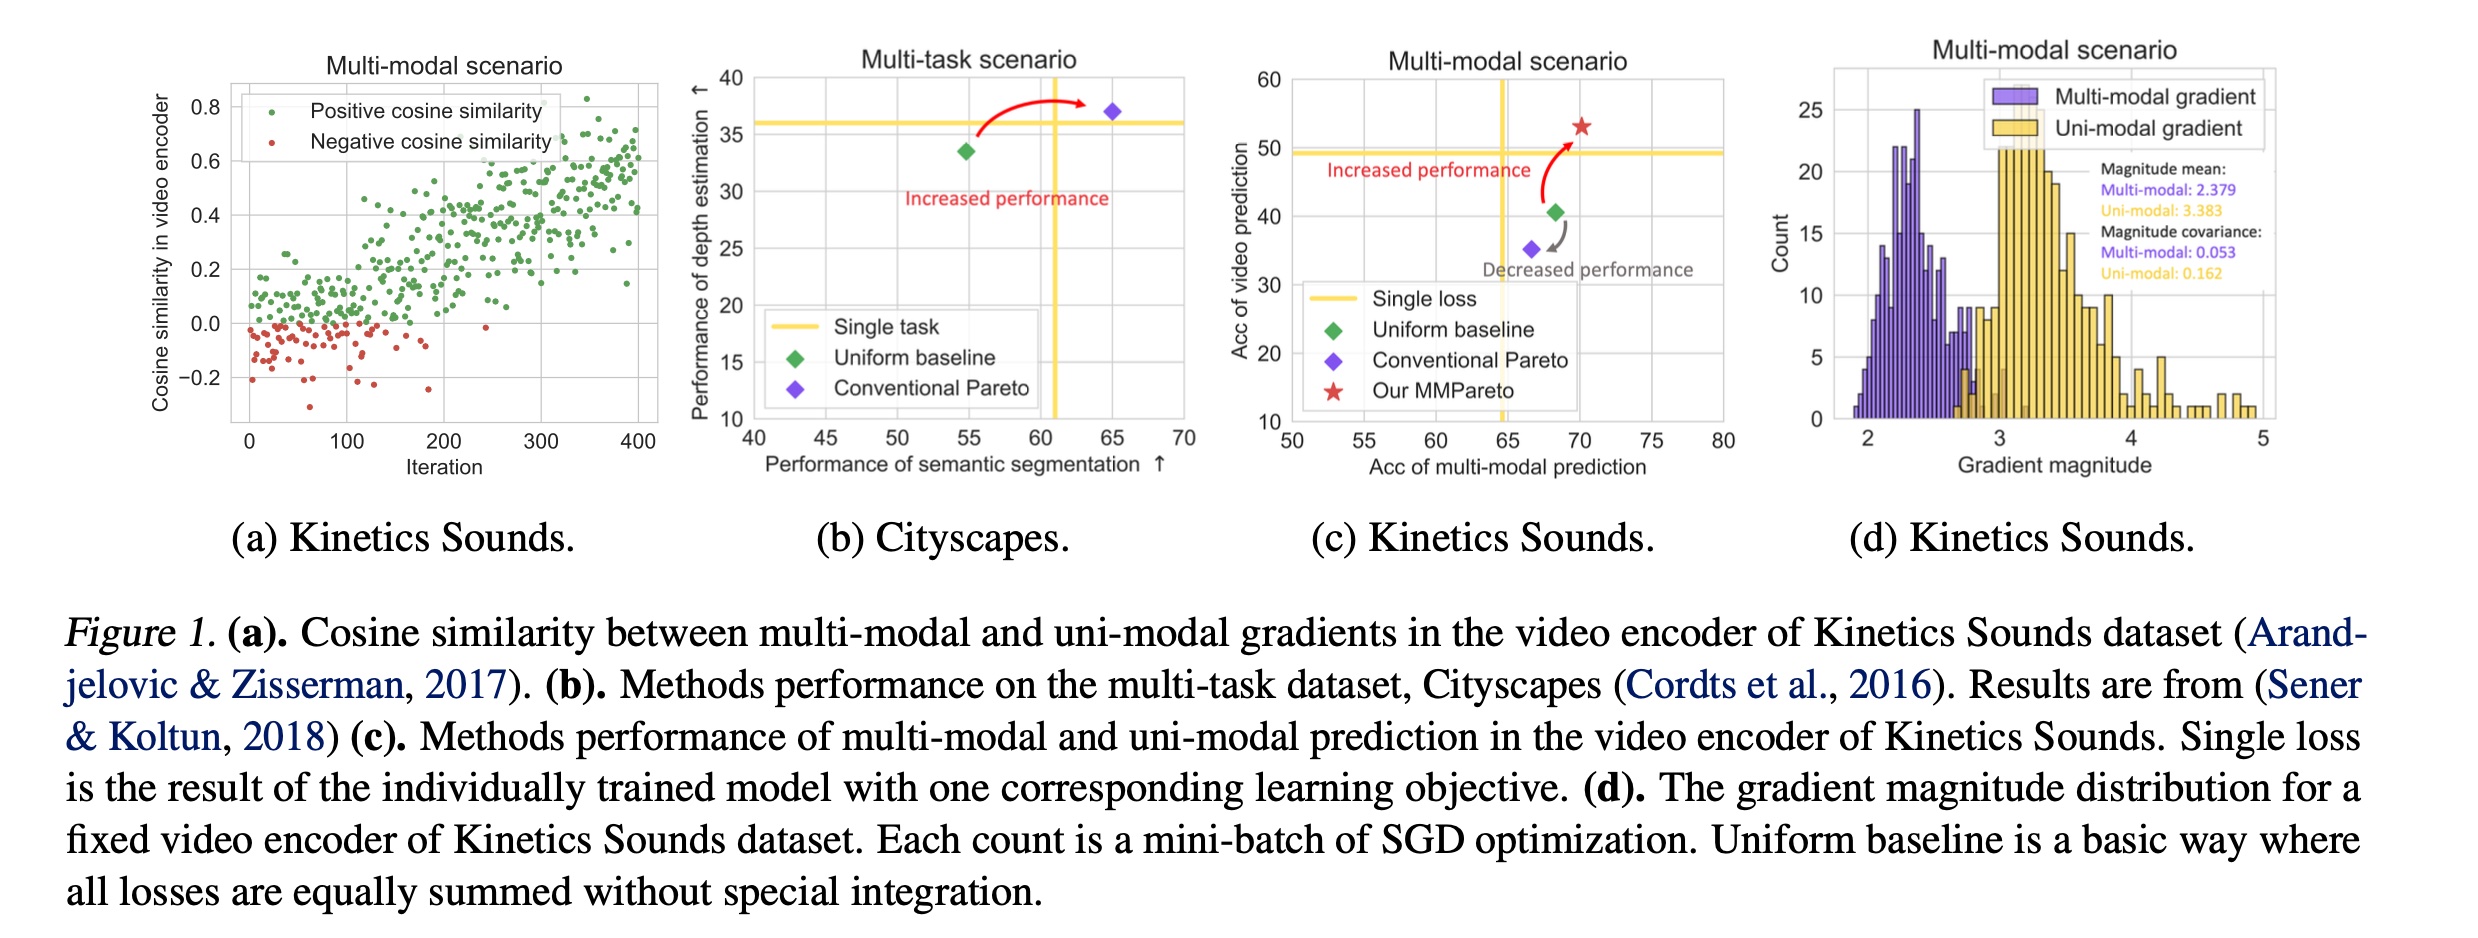 Multi-modal scenario
Cosine similarity in video encoder
0.8
0.6
0.4
0.2
0.0
−0.2
Positive cosine similarity
Negative cosine similarity
0 100 200 300 400
Iteration
(a) Kinetics Sounds.
Multi-task scenario
Performance of depth estimation ↑
40
35
30
25
20
15
10
Increased performance
Single task
Uniform baseline
Conventional Pareto
40 45 50 55 60 65 70
Performance of semantic segmentation ↑
(b) Cityscapes.
Multi-modal scenario
Acc of video prediction
60
50
40
30
20
10
Increased performance
Decreased performance
Single loss
Uniform baseline
Conventional Pareto
Our MMPareto
50 55 60 65 70 75 80
Acc of multi-modal prediction
(c) Kinetics Sounds.
Multi-modal scenario
Count
25
20
15
10
5
0
Multi-modal gradient
Uni-modal gradient
Magnitude mean:
Multi-modal: 2.379
Uni-modal: 3.383
Magnitude covariance:
Multi-modal: 0.053
Uni-modal: 0.162
2 3 4 5
Gradient magnitude
(d) Kinetics Sounds.
Figure 1. (a). Cosine similarity between multi-modal and uni-modal gradients in the video encoder of Kinetics Sounds dataset (Arand-
jelovic & Zisserman, 2017). (b). Methods performance on the multi-task dataset, Cityscapes (Cordts et al., 2016). Results are from (Sener
& Koltun, 2018) (c). Methods performance of multi-modal and uni-modal prediction in the video encoder of Kinetics Sounds. Single loss
is the result of the individually trained model with one corresponding learning objective. (d). The gradient magnitude distribution for a
fixed video encoder of Kinetics Sounds dataset. Each count is a mini-batch of SGD optimization. Uniform baseline is a basic way where
all losses are equally summed without special integration.